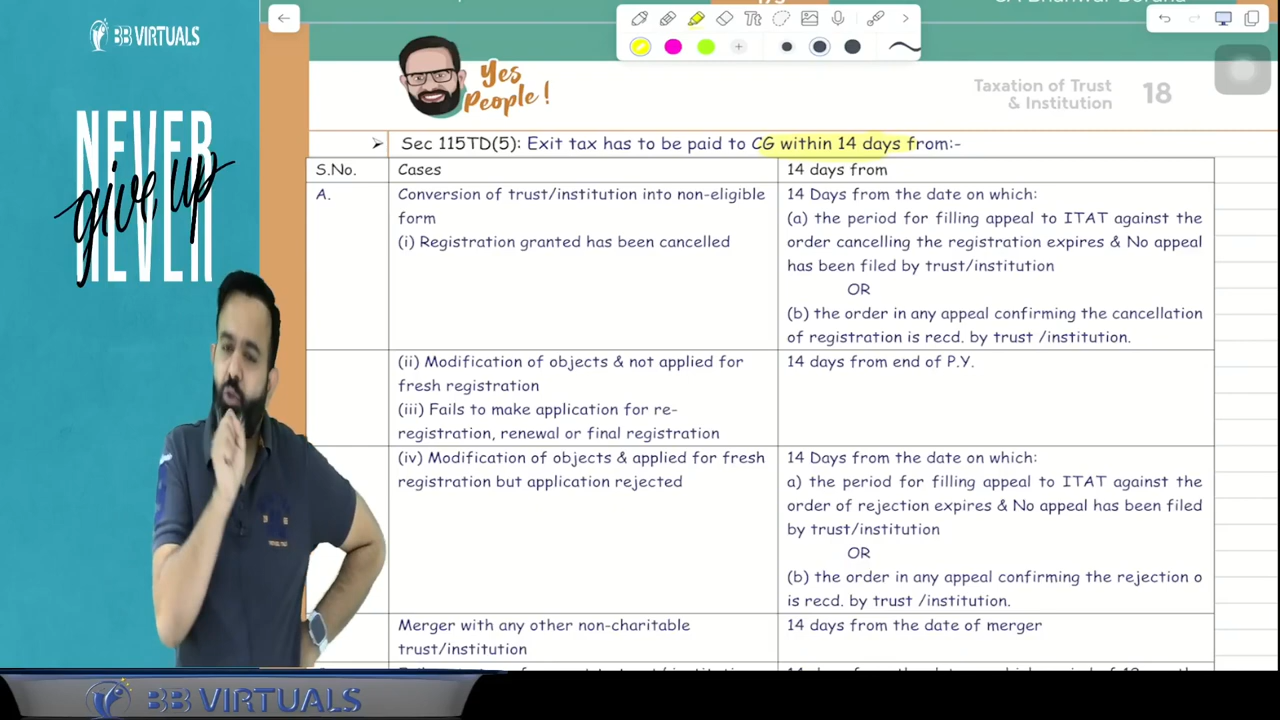 BB VIRTUALS
NEVER
give up
NEVER
Yes
People!
Taxation of Trust
& Institution
18
➤ Sec 115TD(5): Exit tax has to be paid to CG within 14 days from:-
S.No. Cases 14 days from
A. Conversion of trust/institution into non-eligible
form
(i) Registration granted has been cancelled
14 Days from the date on which:
(a) the period for filling appeal to ITAT against the
order cancelling the registration expires & No appeal
has been filed by trust/institution
OR
(b) the order in any appeal confirming the cancellation
of registration is recd. by trust /institution.
(ii) Modification of objects & not applied for
fresh registration
(iii) Fails to make application for re-
registration, renewal or final registration
14 days from end of P.Y.
(iv) Modification of objects & applied for fresh
registration but application rejected
14 Days from the date on which:
a) the period for filling appeal to ITAT against the
order of rejection expires & No appeal has been filed
by trust/institution
OR
(b) the order in any appeal confirming the rejection o
is recd. by trust /institution.
Merger with any other non-charitable
trust/institution
14 days from the date of merger
BB VIRTUALS